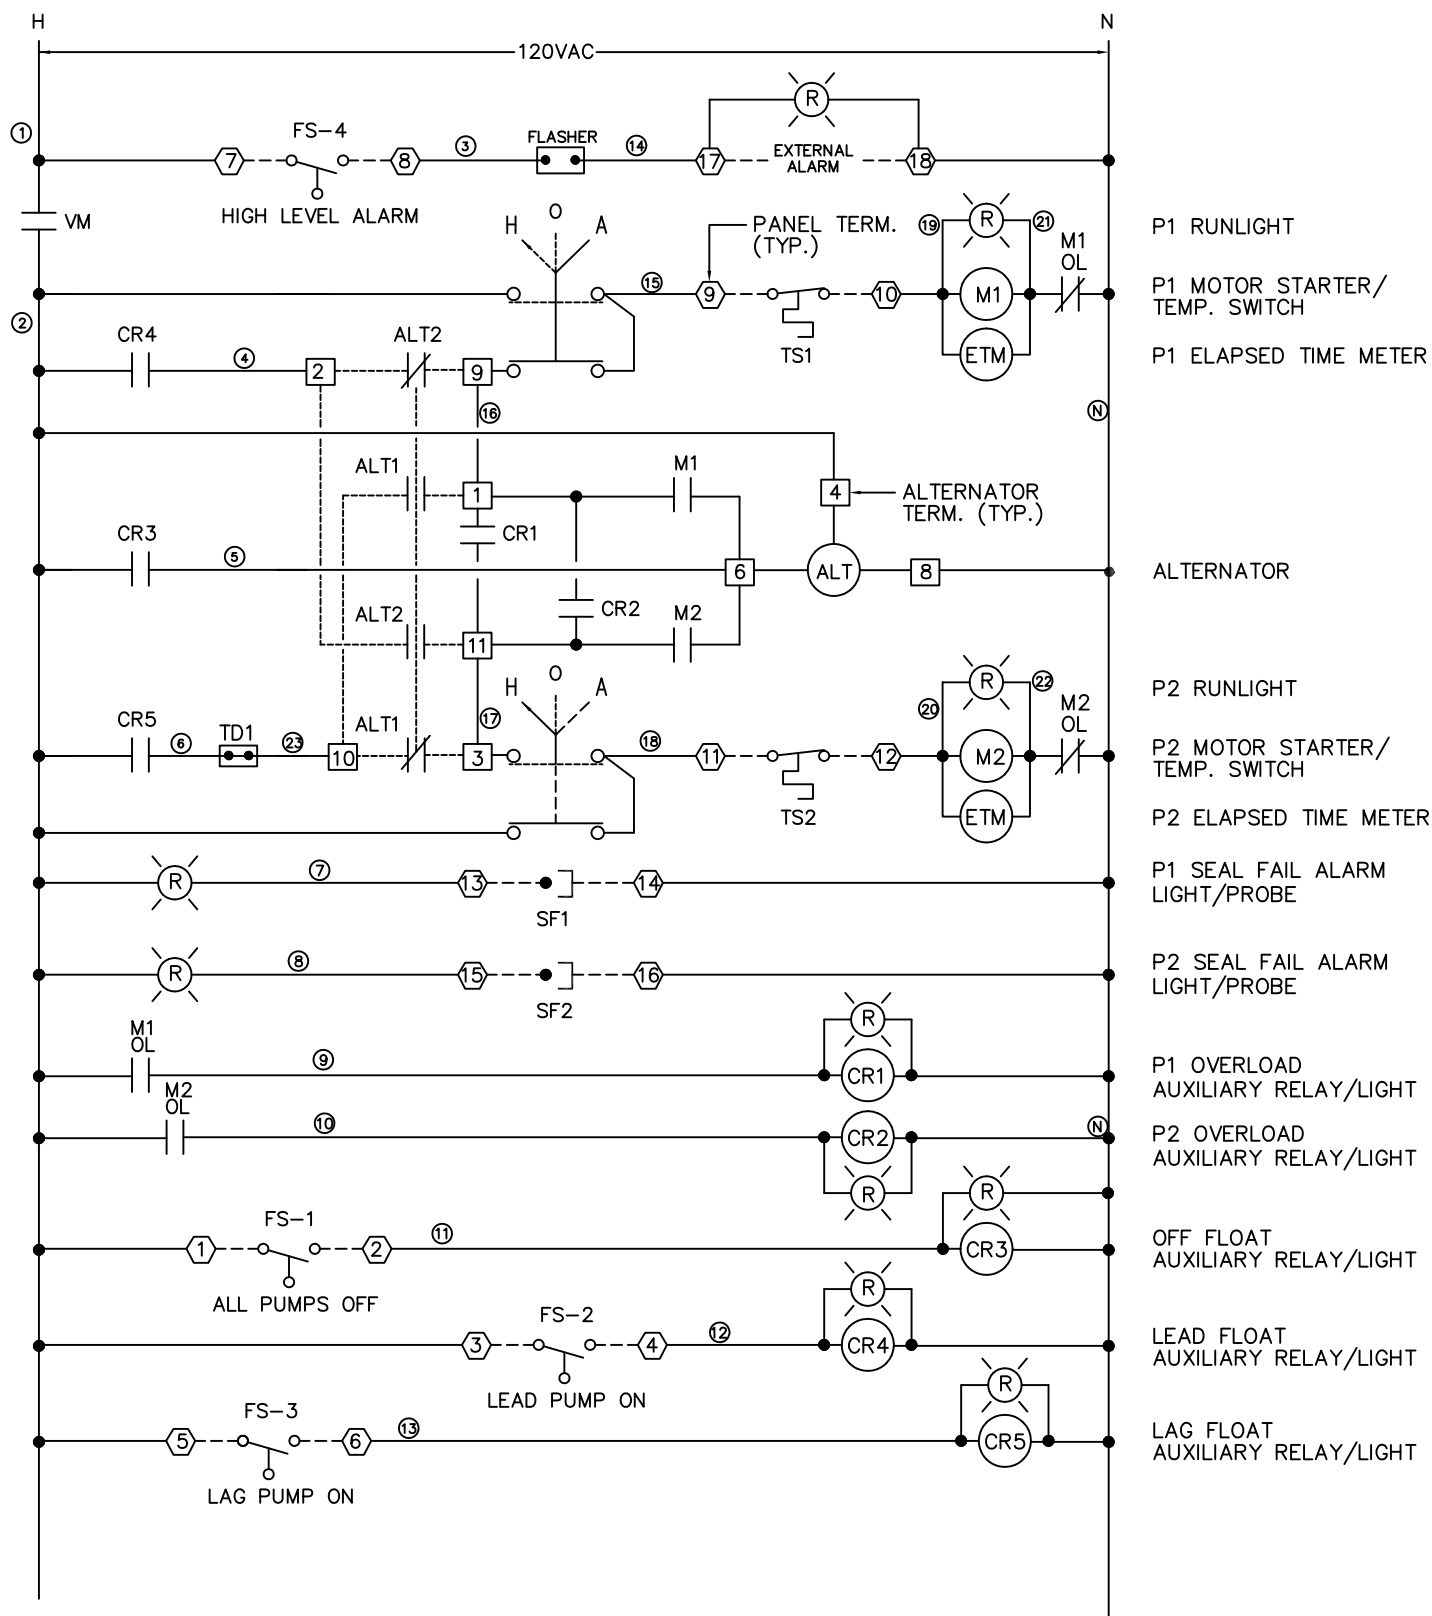 H
N
120VAC
R
1
FS-4
7
8
3
FLASHER
14
17
EXTERNAL
ALARM
18
HIGH LEVEL ALARM
VM
H
O
A
PANEL TERM.
(TYP.)
19
R
21
M1
OL
P1 RUNLIGHT
15
9
TS1
10
M1
P1 MOTOR STARTER/
TEMP. SWITCH
2
CR4
4
2
ALT2
9
ETM
P1 ELAPSED TIME METER
16
N
ALT1
1
M1
4
ALTERNATOR
TERM. (TYP.)
CR1
CR3
5
6
ALT
8
ALTERNATOR
CR2
ALT2
11
M2
H
O
A
20
R
22
M2
OL
P2 RUNLIGHT
CR5
6
TD1
23
10
ALT1
17
3
18
11
TS2
12
M2
P2 MOTOR STARTER/
TEMP. SWITCH
ETM
P2 ELAPSED TIME METER
R
7
13
SF1
14
P1 SEAL FAIL ALARM
LIGHT/PROBE
R
8
15
SF2
16
P2 SEAL FAIL ALARM
LIGHT/PROBE
M1
OL
9
R
CR1
P1 OVERLOAD
AUXILIARY RELAY/LIGHT
M2
OL
10
CR2
R
N
P2 OVERLOAD
AUXILIARY RELAY/LIGHT
FS-1
1
2
11
R
CR3
OFF FLOAT
AUXILIARY RELAY/LIGHT
ALL PUMPS OFF
FS-2
3
4
12
R
CR4
LEAD FLOAT
AUXILIARY RELAY/LIGHT
LEAD PUMP ON
FS-3
5
6
13
R
CR5
LAG FLOAT
AUXILIARY RELAY/LIGHT
LAG PUMP ON